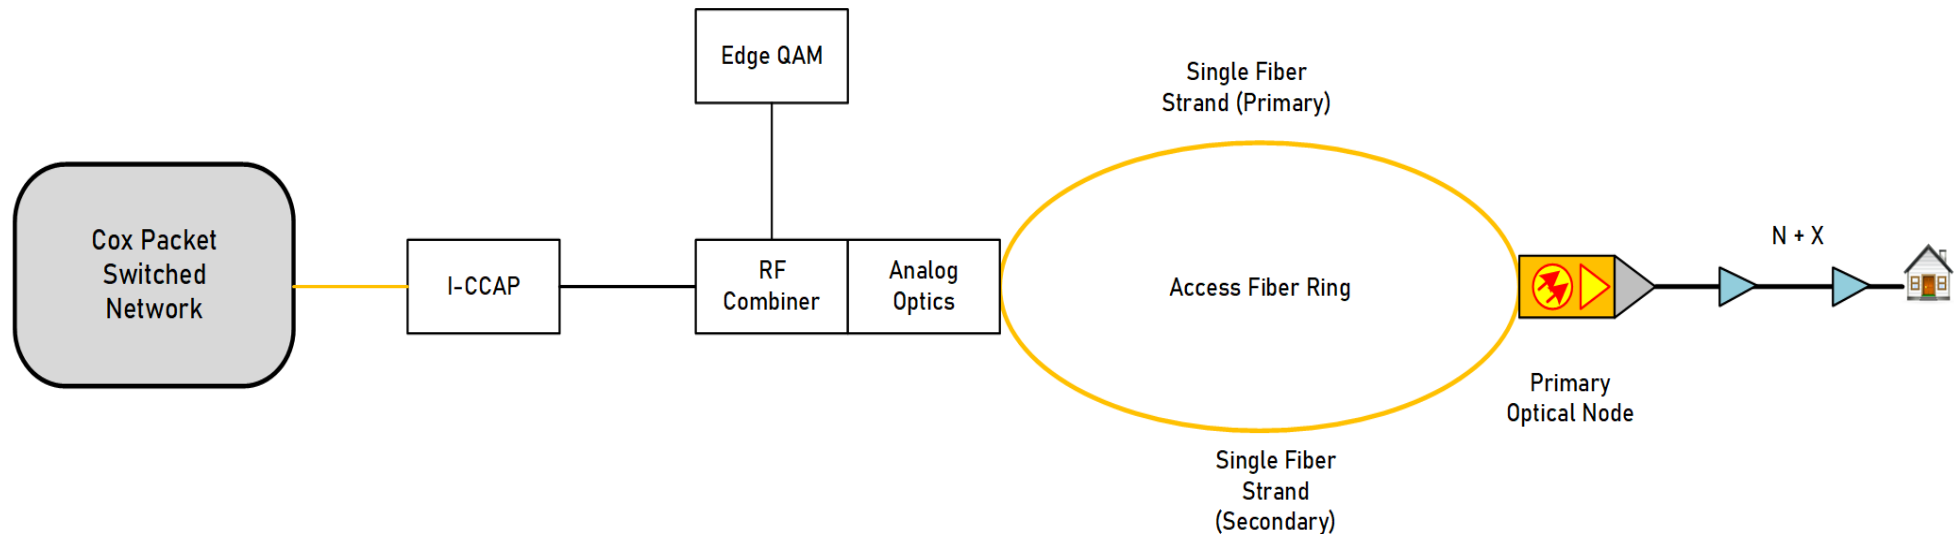 Edge QAM
Single Fiber
Strand (Primary)
Cox Packet
Switched
Network
I-CCAP
RF
Combiner
Analog
Optics
Access Fiber Ring
N + X
Primary
Optical Node
Single Fiber
Strand
(Secondary)